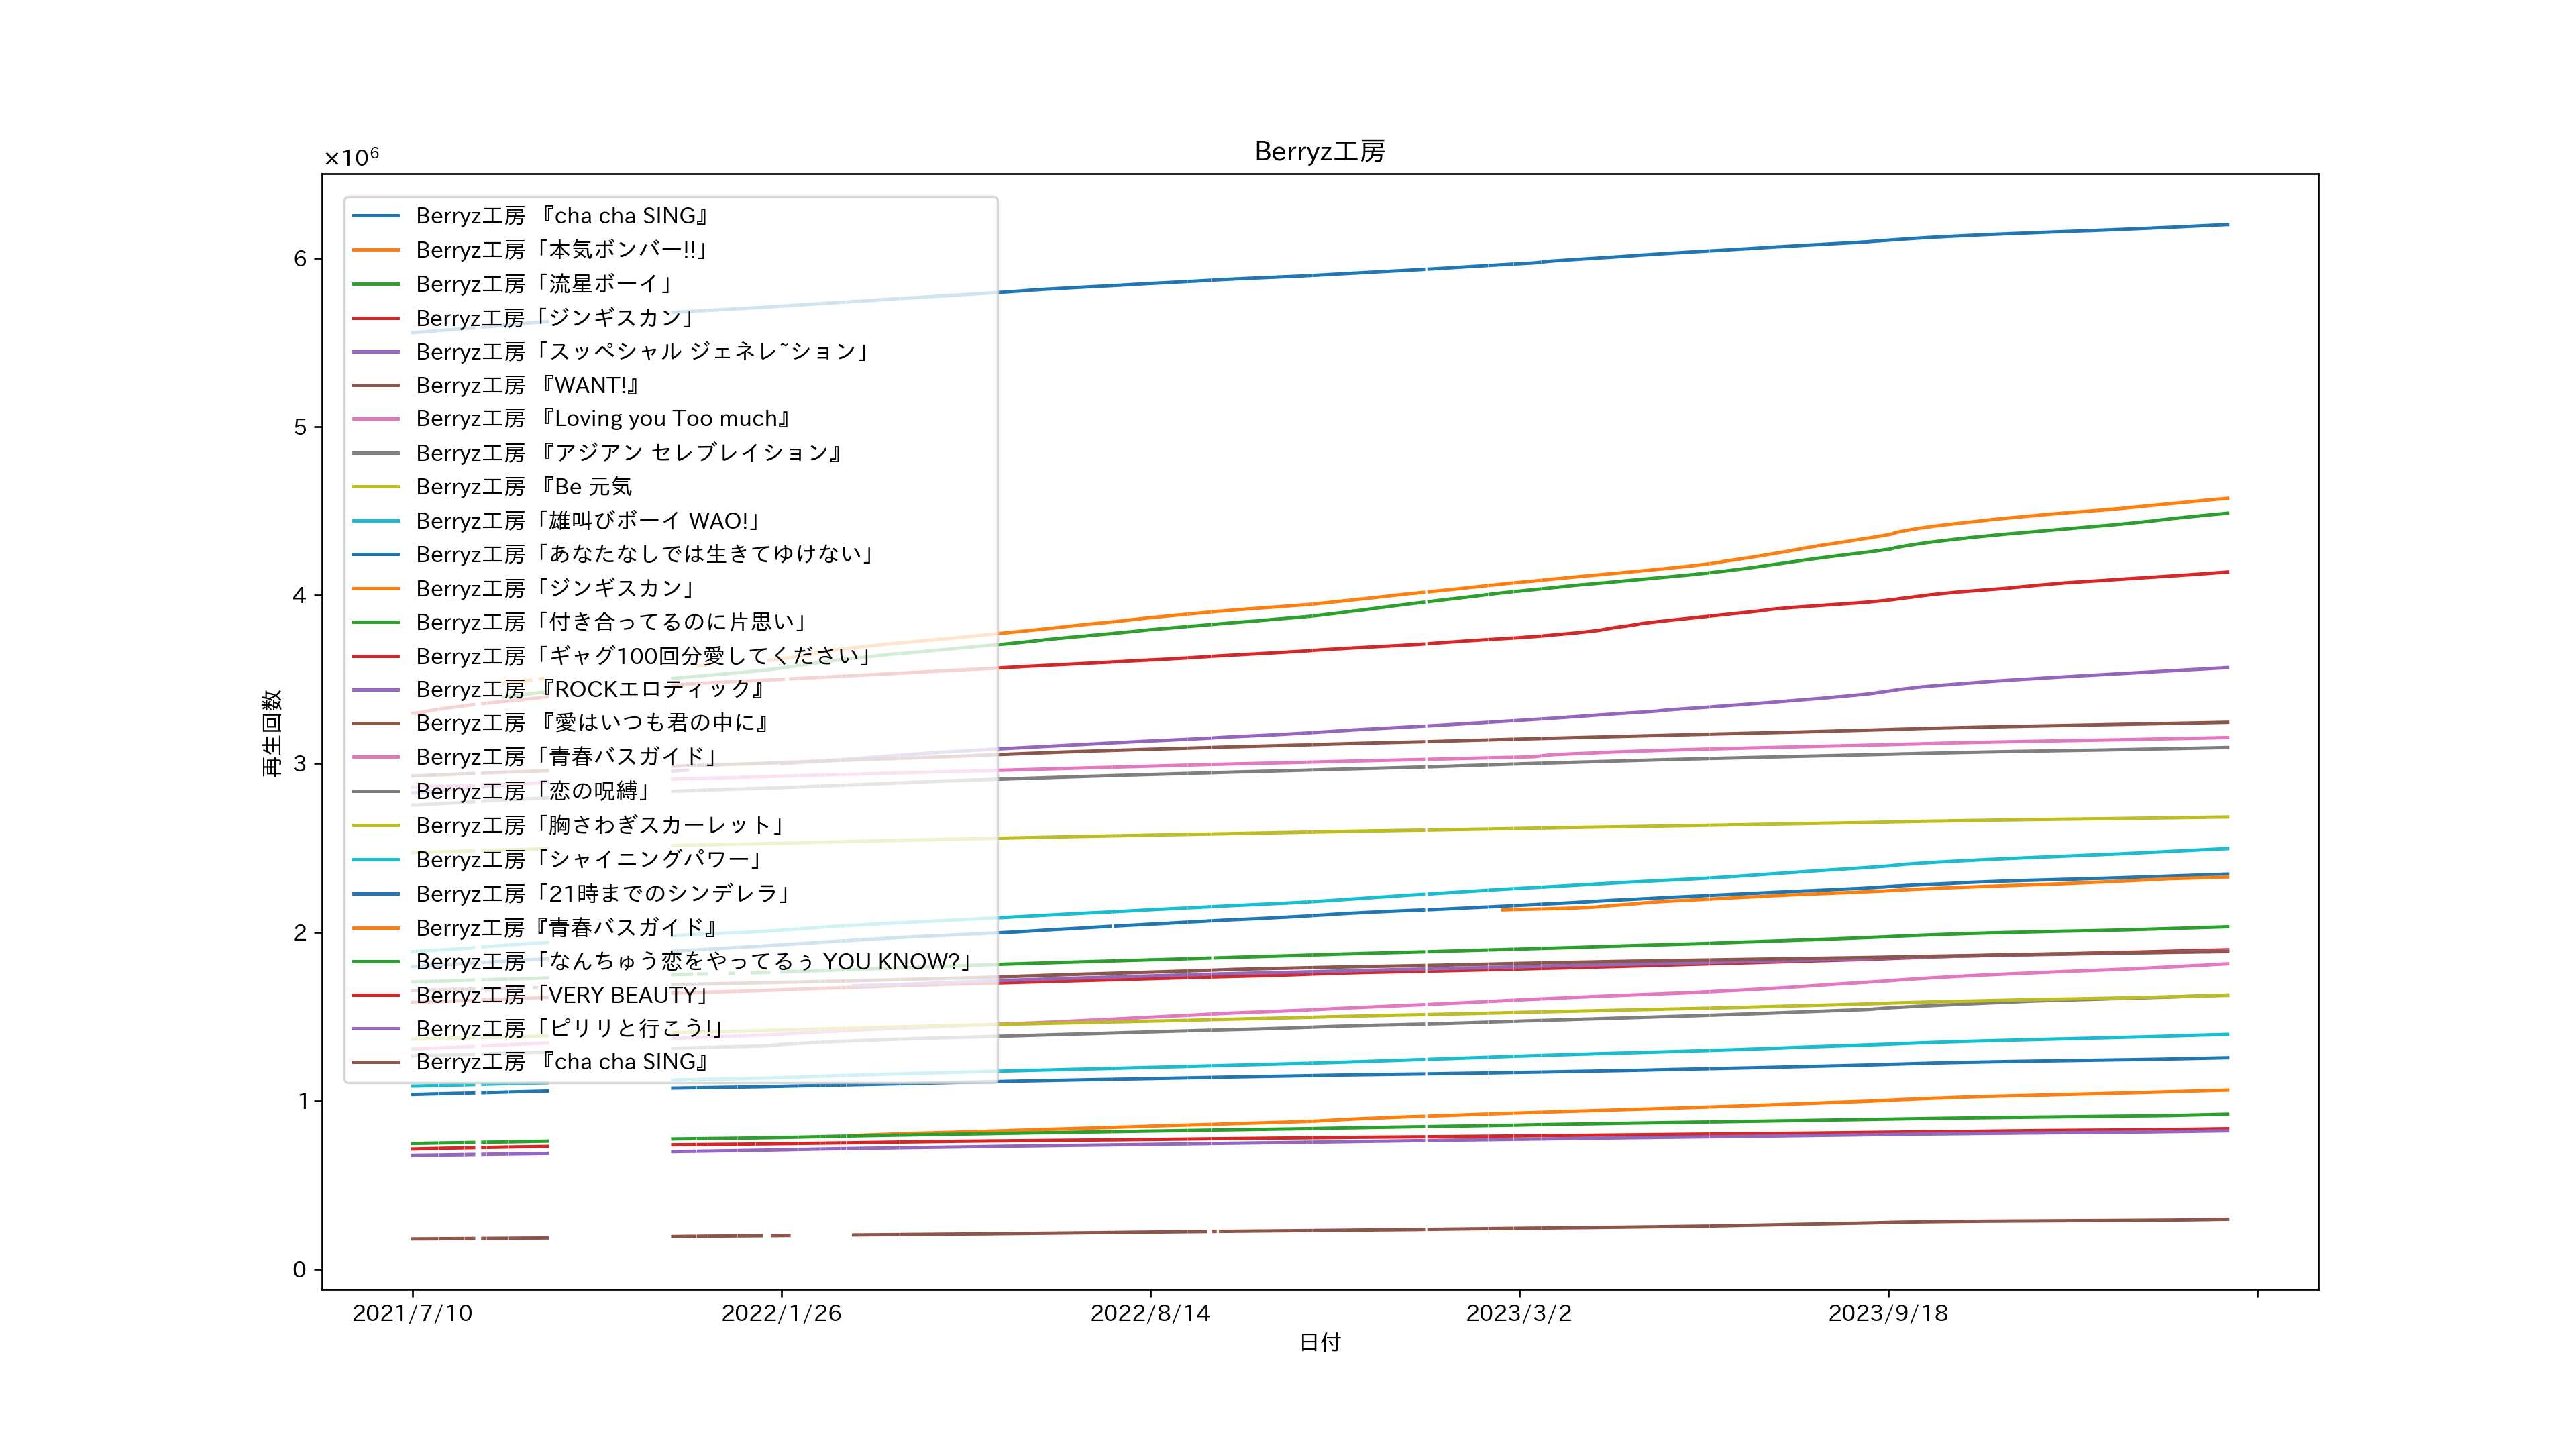 Berryz工房
×10⁶
Berryz工房 『cha cha SING』
Berryz工房「本気ボンバー!!」
Berryz工房「流星ボーイ」
Berryz工房「ジンギスカン」
Berryz工房「スッペシャル ジェネレ~ション」
Berryz工房 『WANT!』
Berryz工房 『Loving you Too much』
Berryz工房 『アジアン セレブレイション』
Berryz工房 『Be 元気
Berryz工房「雄叫びボーイ WAO!」
Berryz工房「あなたなしでは生きてゆけない」
Berryz工房「ジンギスカン」
Berryz工房「付き合ってるのに片思い」
Berryz工房「ギャグ100回分愛してください」
Berryz工房 『ROCKエロティック』
Berryz工房 『愛はいつも君の中に』
Berryz工房「青春バスガイド」
Berryz工房「恋の呪縛」
Berryz工房「胸さわぎスカーレット」
Berryz工房「シャイニングパワー」
Berryz工房「21時までのシンデレラ」
Berryz工房『青春バスガイド』
Berryz工房「なんちゅう恋をやってるぅ YOU KNOW?」
Berryz工房「VERY BEAUTY」
Berryz工房「ピリリと行こう!」
Berryz工房 『cha cha SING』
6
5
4
3
2
1
0
再生回数
2021/7/10
2022/1/26
2022/8/14
2023/3/2
2023/9/18
日付